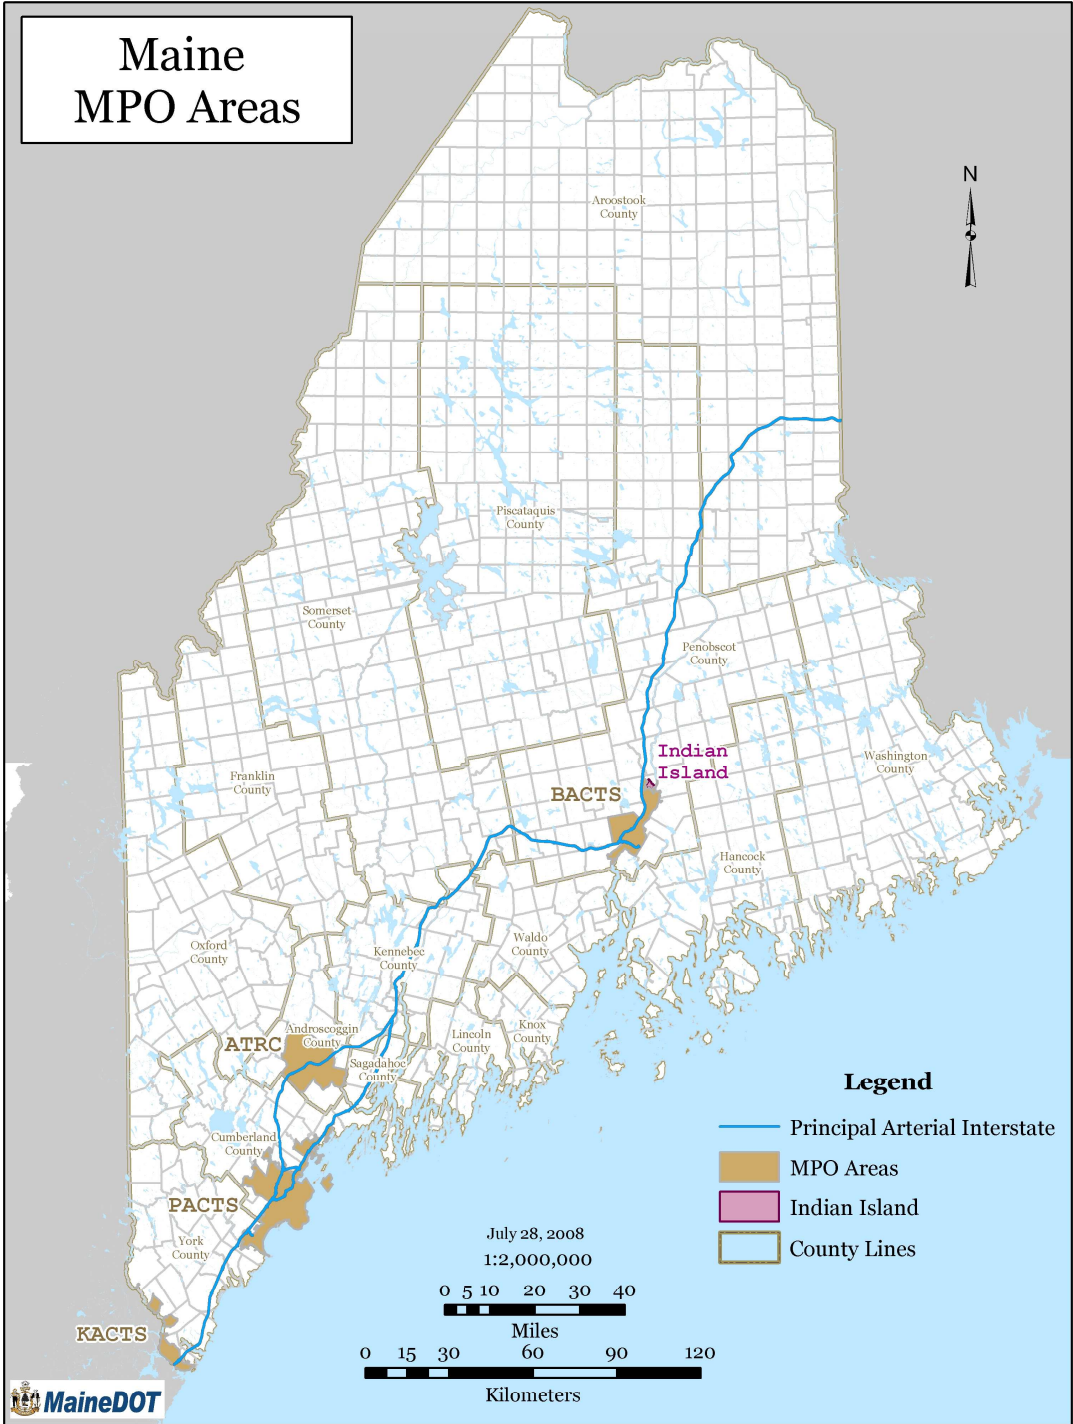 Maine
MPO Areas
N
Aroostook
County
Piscataquis
County
Somerset
County
Penobscot
County
Indian
Island
Washington
County
Franklin
County
BACTS
Hancock
County
Oxford
County
Kennebec
County
Waldo
County
Androscoggin
County
ATRC
Lincoln
County
Knox
County
Sagadahoc
County
Cumberland
County
PACTS
York
County
KACTS
Legend
Principal Arterial Interstate
MPO Areas
Indian Island
County Lines
July 28, 2008
1:2,000,000
0 5 10 20 30 40
Miles
0 15 30 60 90 120
Kilometers
MaineDOT